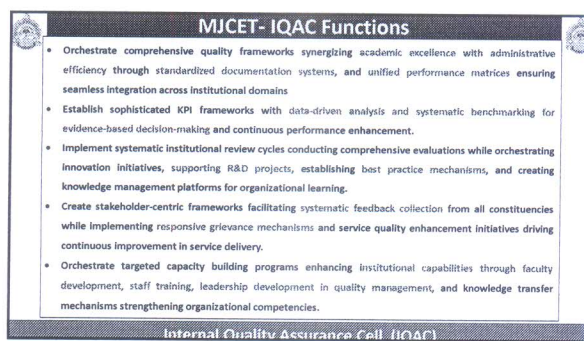 MJCET- IQAC Functions
• Orchestrate comprehensive quality frameworks synergizing academic excellence with administrative
efficiency through standardized documentation systems, and unified performance matrices ensuring
seamless integration across institutional domains
• Establish sophisticated KPI frameworks with data-driven analysis and systematic benchmarking for
evidence-based decision-making and continuous performance enhancement.
• Implement systematic institutional review cycles conducting comprehensive evaluations while orchestrating
innovation initiatives, supporting R&D projects, establishing best practice mechanisms, and creating
knowledge management platforms for organizational learning.
• Create stakeholder-centric frameworks facilitating systematic feedback collection from all constituencies
while implementing responsive grievance mechanisms and service quality enhancement initiatives driving
continuous improvement in service delivery.
• Orchestrate targeted capacity building programs enhancing institutional capabilities through faculty
development, staff training, leadership development in quality management, and knowledge transfer
mechanisms strengthening organizational competencies.
Internal Quality Assurance Cell (IQAC)